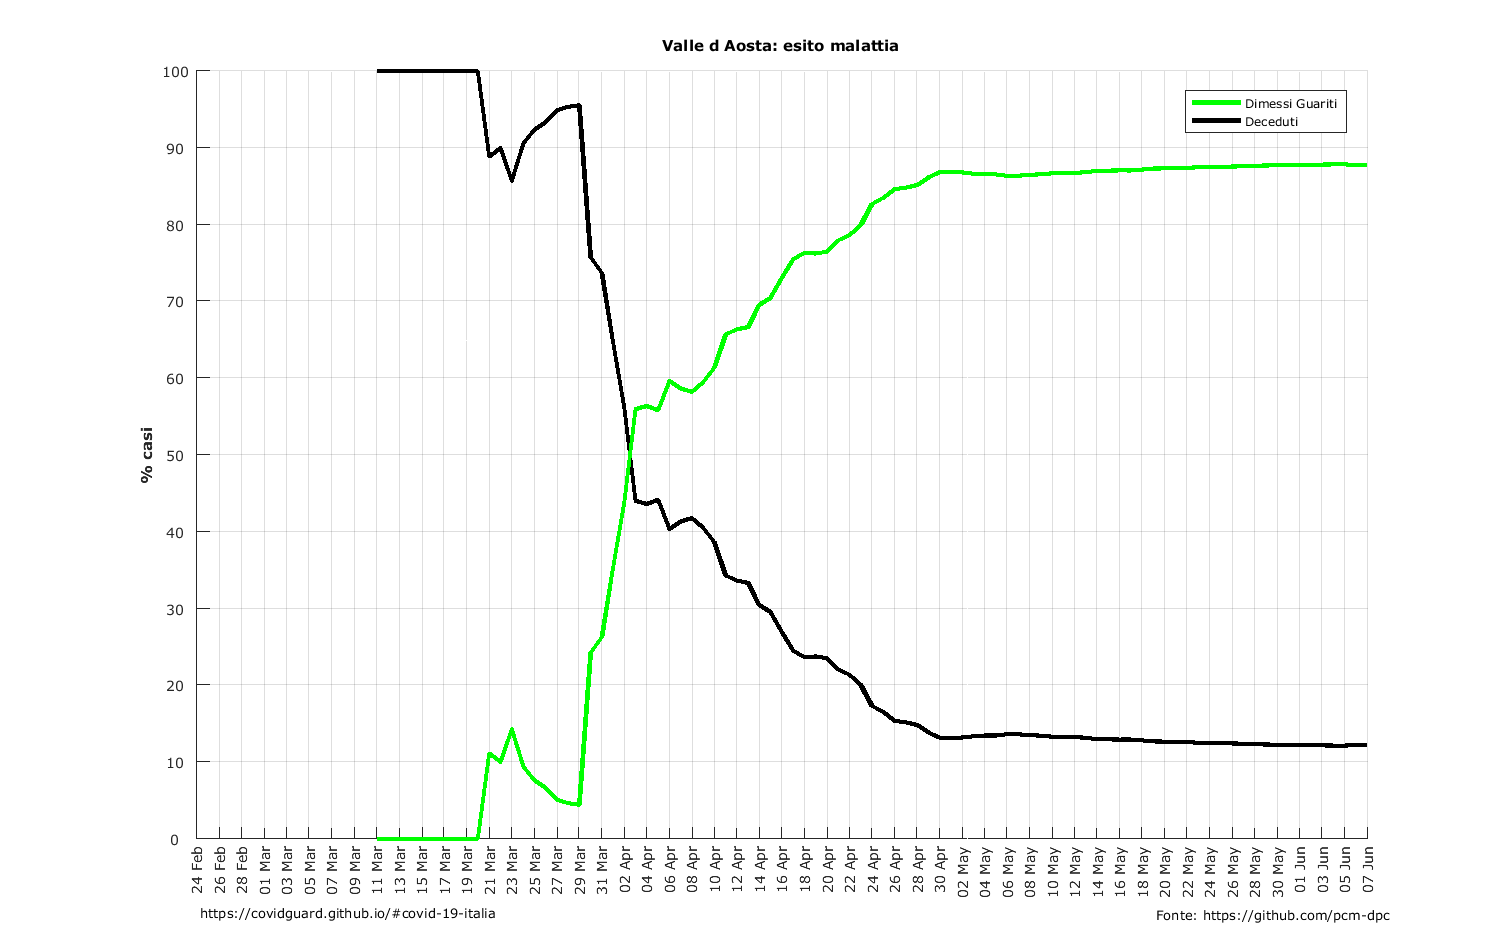 Valle d Aosta: esito malattia
100
90
80
70
60
50
40
30
20
10
0
% casi
Dimessi Guariti
Deceduti
24 Feb
26 Feb
28 Feb
01 Mar
03 Mar
05 Mar
07 Mar
09 Mar
11 Mar
13 Mar
15 Mar
17 Mar
19 Mar
21 Mar
23 Mar
25 Mar
27 Mar
29 Mar
31 Mar
02 Apr
04 Apr
06 Apr
08 Apr
10 Apr
12 Apr
14 Apr
16 Apr
18 Apr
20 Apr
22 Apr
24 Apr
26 Apr
28 Apr
30 Apr
02 May
04 May
06 May
08 May
10 May
12 May
14 May
16 May
18 May
20 May
22 May
24 May
26 May
28 May
30 May
01 Jun
03 Jun
05 Jun
07 Jun
https://covidguard.github.io/#covid-19-italia
Fonte: https://github.com/pcm-dpc